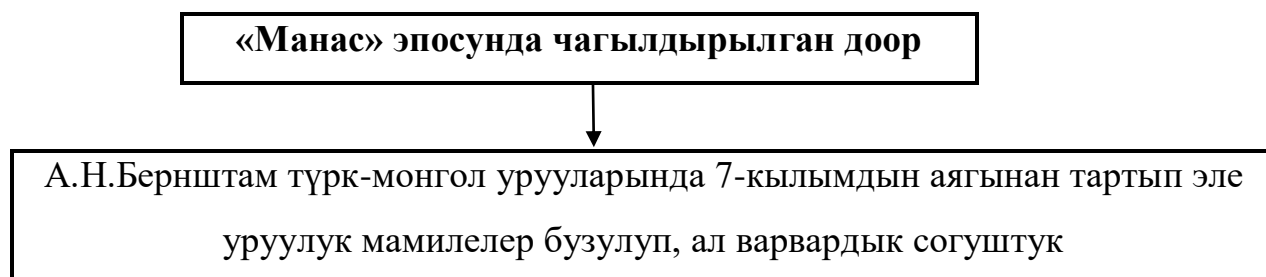 «Манас» эпосунда чагылдырылган доор
А.Н.Бернштам түрк-монгол урууларында 7-кылымдын аягынан тартып эле
уруулук мамилелер бузулуп, ал варвардык согуштук